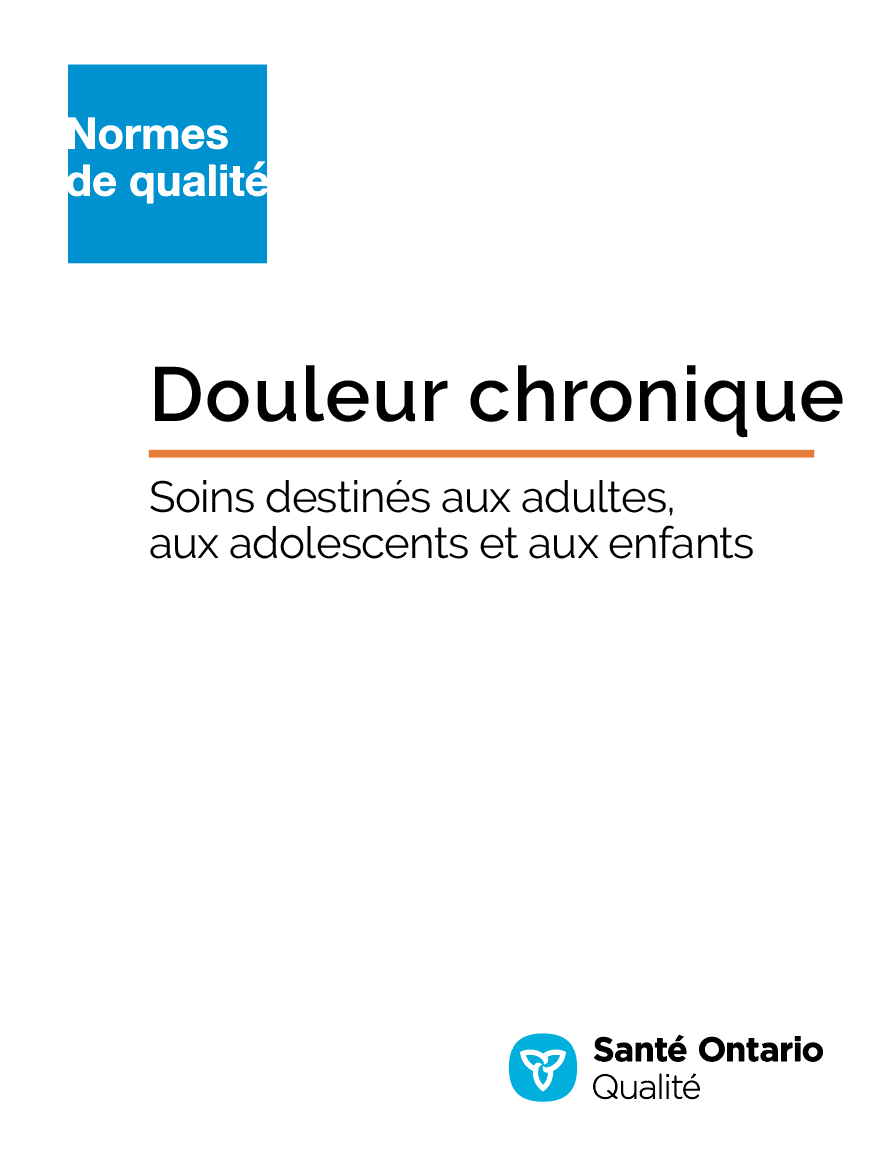 Normes
de qualité
Douleur chronique
Soins destinés aux adultes,
aux adolescents et aux enfants
Santé Ontario
Qualité